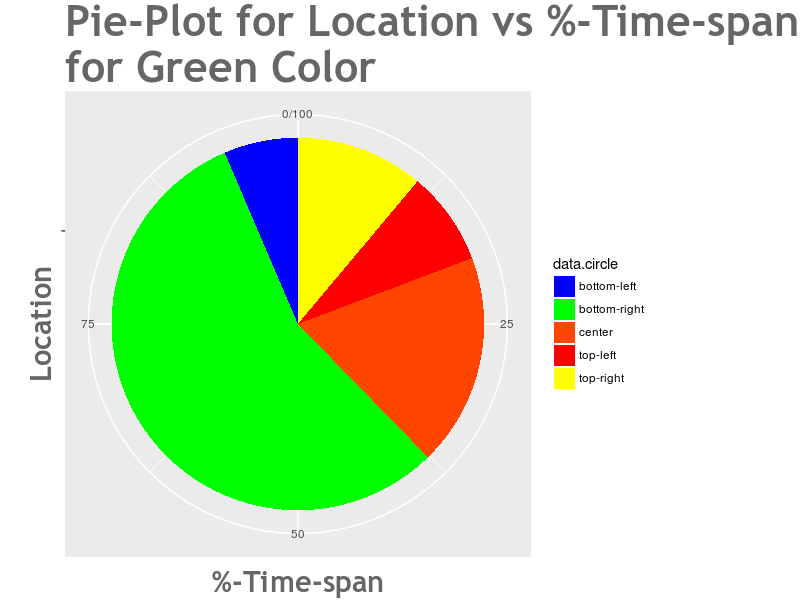 Pie-Plot for Location vs %-Time-span
for Green Color
0/100
25
50
75
Location
%-Time-span
data.circle
bottom-left
bottom-right
center
top-left
top-right